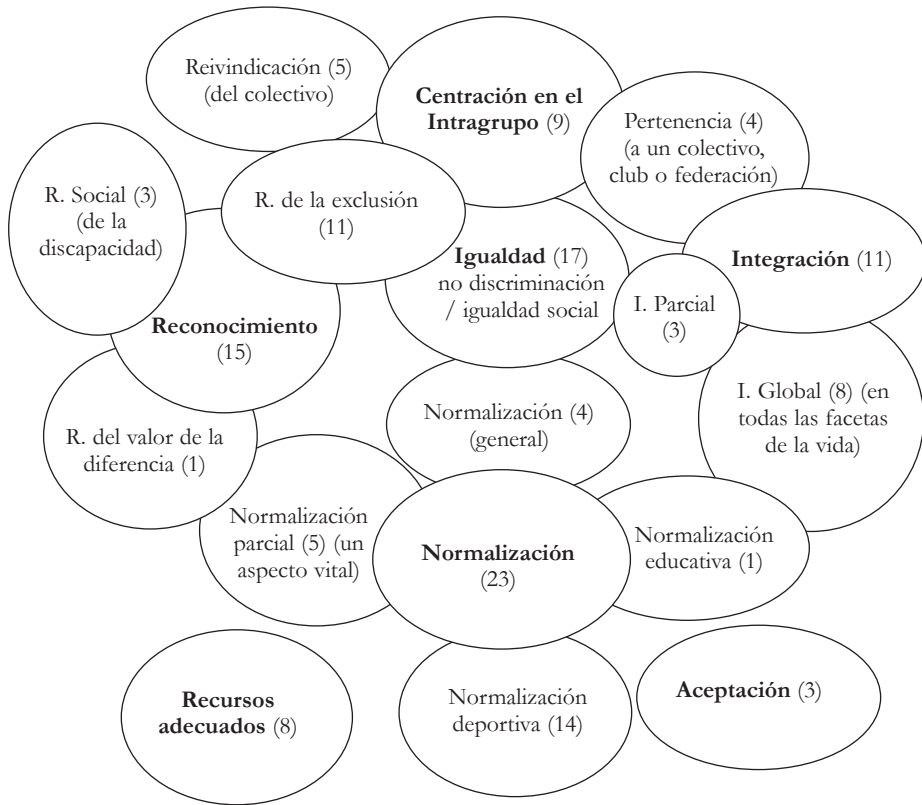 Reivindicación (5)
(del colectivo)
Centración en el
Intragrupo (9)
Pertenencia (4)
(a un colectivo,
club o federación)
R. Social (3)
(de la
discapacidad)
R. de la exclusión
(11)
Igualdad (17)
no discriminación
/ igualdad social
Integración (11)
I. Parcial
(3)
Reconocimiento
(15)
Normalización (4)
(general)
I. Global (8) (en
todas las facetas
de la vida)
R. del valor de la
diferencia (1)
Normalización
parcial (5) (un
aspecto vital)
Normalización
(23)
Normalización
educativa (1)
Recursos
adecuados (8)
Normalización
deportiva (14)
Aceptación (3)